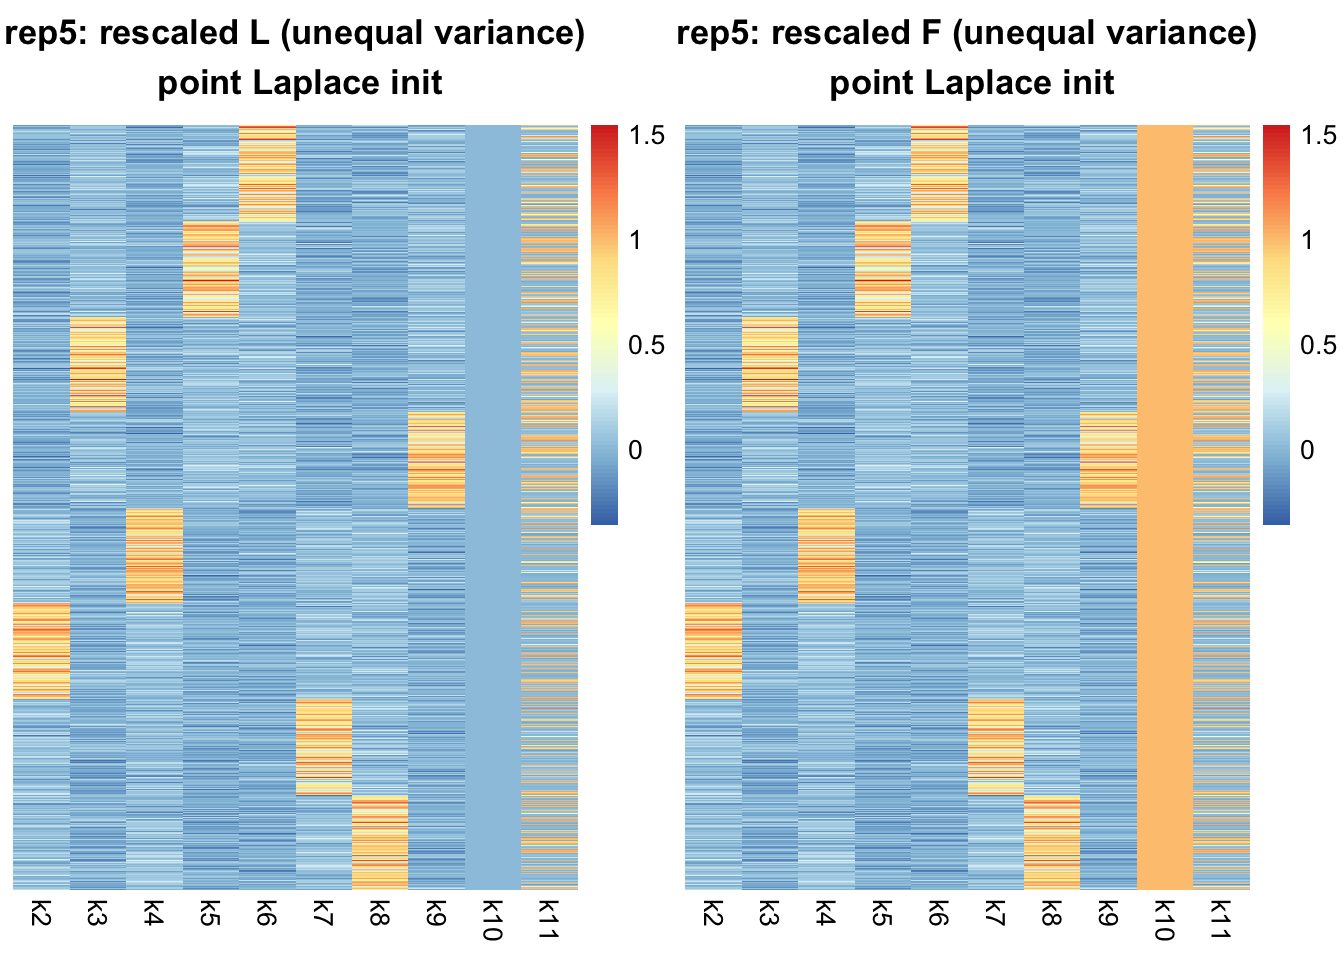 rep5: rescaled L (unequal variance)
point Laplace init
1.5
1
0.5
0
k2
k3
k4
k5
k6
k7
k8
k9
k10
k11
rep5: rescaled F (unequal variance)
point Laplace init
1.5
1
0.5
0
k2
k3
k4
k5
k6
k7
k8
k9
k10
k11